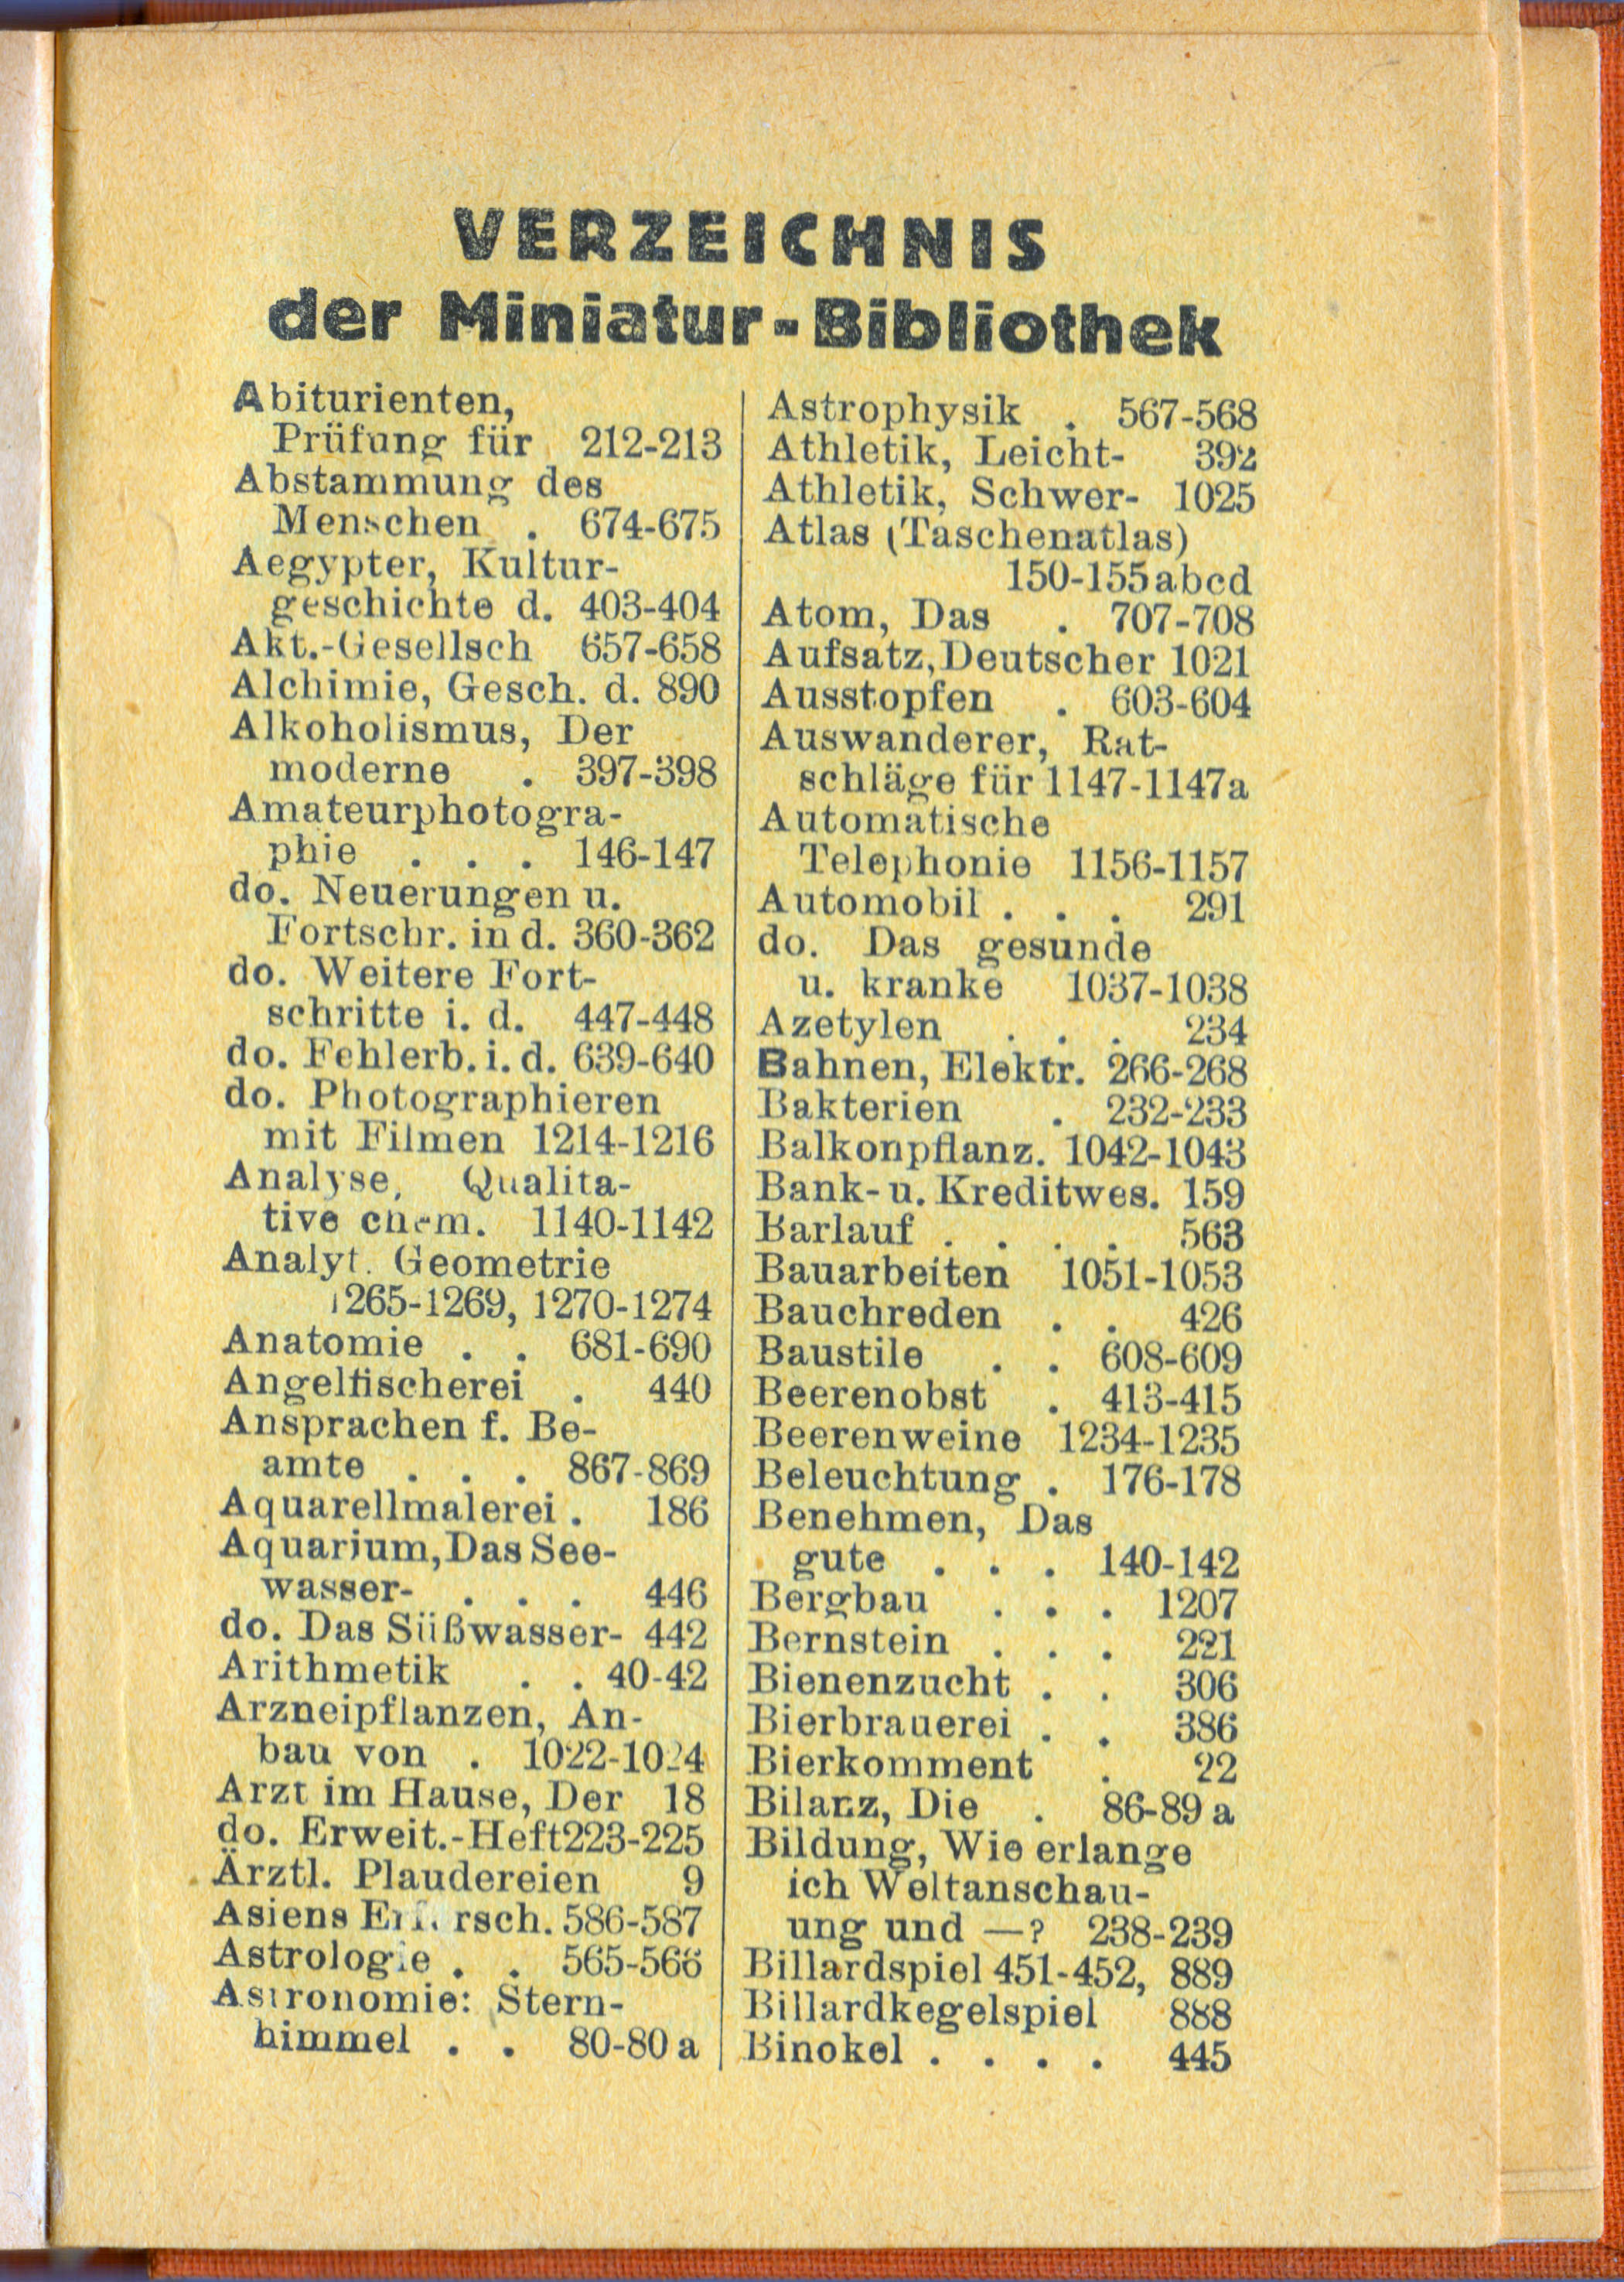 VERZEICHNIS
der Miniatur-Bibliothek
Abiturienten,
Prüfung für 212-213
Abstammung des
Menschen . 674-675
Aegypter, Kultur-
geschichte d. 403-404
Akt.-Gesellsch 657-658
Alchimie, Gesch. d. 890
Alkoholismus, Der
moderne . 397-398
Amateurphotogra-
phie . . . 146-147
do. Neuerungen u.
Fortschr. in d. 360-362
do. Weitere Fort-
schritte i. d. 447-448
do. Fehlerb. i. d. 639-640
do. Photographieren
mit Filmen 1214-1216
Analyse, Qualita-
tive chem. 1140-1142
Analyt. Geometrie
1265-1269, 1270-1274
Anatomie . . 681-690
Angelfischerei . 440
Ansprachen f. Be-
amte . . . 867-869
Aquarellmalerei . 186
Aquarium, Das See-
wasser- . . . 446
do. Das Süßwasser- 442
Arithmetik . . 40-42
Arzneipflanzen, An-
bau von . 1022-1024
Arzt im Hause, Der 18
do. Erweit.-Heft 223-225
Ärztl. Plaudereien 9
Asiens Erforsch. 586-587
Astrologie . . 565-566
Astronomie: Stern-
himmel . . 80-80 a
Astrophysik . 567-568
Athletik, Leicht- 392
Athletik, Schwer- 1025
Atlas (Taschenatlas)
150-155 abcd
Atom, Das . 707-708
Aufsatz, Deutscher 1021
Ausstopfen . 603-604
Auswanderer, Rat-
schläge für 1147-1147a
Automatische
Telephonie 1156-1157
Automobil . . . 291
do. Das gesunde
u. kranke 1037-1038
Azetylen . . . 234
Bahnen, Elektr. 266-268
Bakterien . 232-233
Balkonpflanz. 1042-1043
Bank- u. Kreditwes. 159
Barlauf . . . . 563
Bauarbeiten 1051-1053
Bauchreden . . 426
Baustile . . 608-609
Beerenobst . 413-415
Beerenweine 1234-1235
Beleuchtung . 176-178
Benehmen, Das
gute . . . 140-142
Bergbau . . . 1207
Bernstein . . . 221
Bienenzucht . . 306
Bierbrauerei . . 386
Bierkomment . 22
Bilanz, Die . 86-89 a
Bildung, Wie erlange
ich Weltanschau-
ung und —? 238-239
Billardspiel 451-452, 889
Billardkegelspiel 888
Binokel . . . . 445